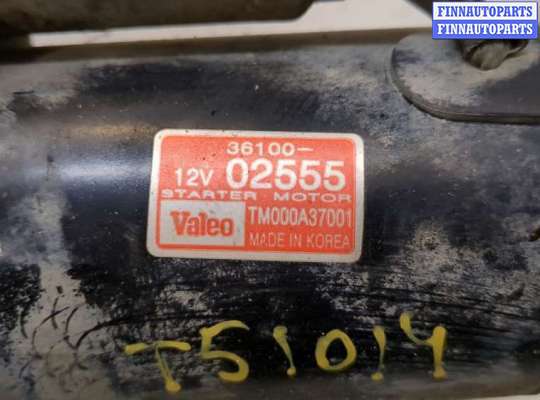 FINNAUTOPARTS
FINNAUTOPARTS
36100-
12V 02555
STARTER MOTOR
Valeo TM000A37001
MADE IN KOREA
T51014